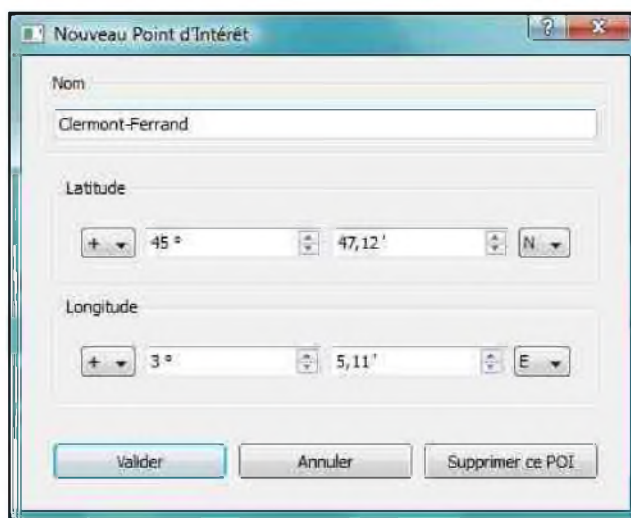 Nouveau Point d'Intérêt
?
Nom
Clermont-Ferrand
Latitude
+ 45 ° 47,12 ' N
Longitude
+ 3 ° 5,11 ' E
Valider Annuler Supprimer ce POI